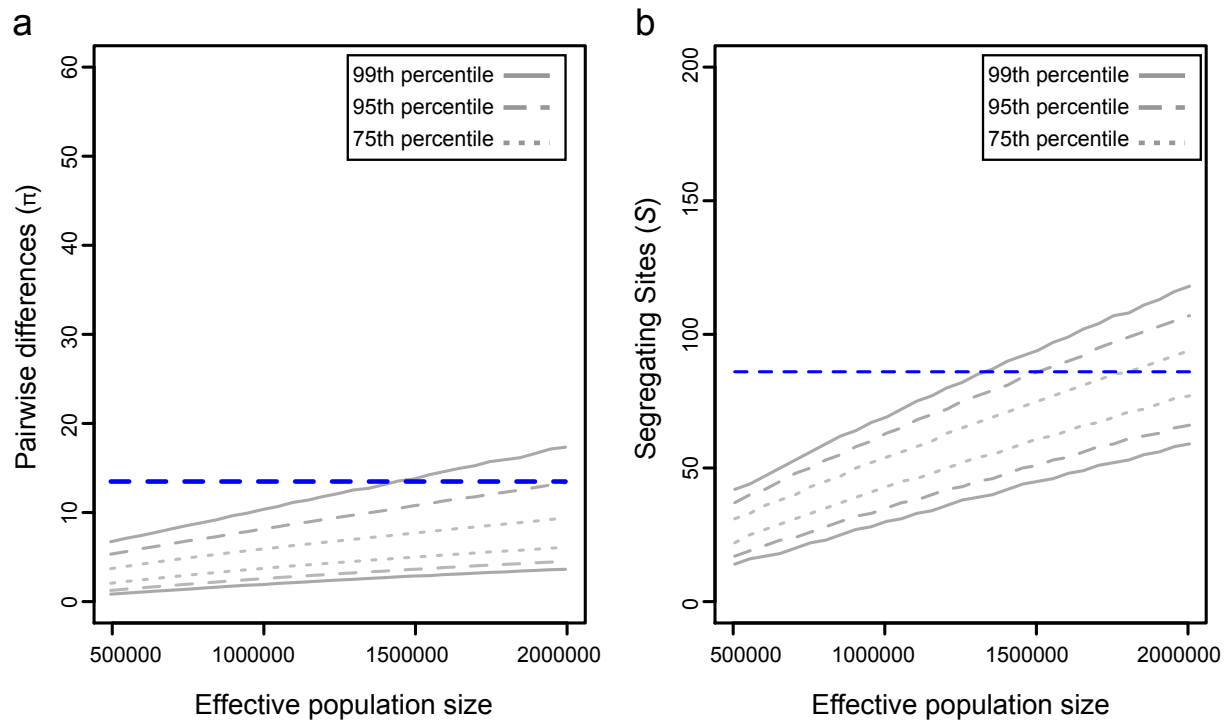 a
99th percentile
95th percentile
75th percentile
Pairwise differences (π)
0
10
20
30
40
50
60
500000
1000000
1500000
2000000
Effective population size
b
99th percentile
95th percentile
75th percentile
Segregating Sites (S)
0
50
100
150
200
500000
1000000
1500000
2000000
Effective population size